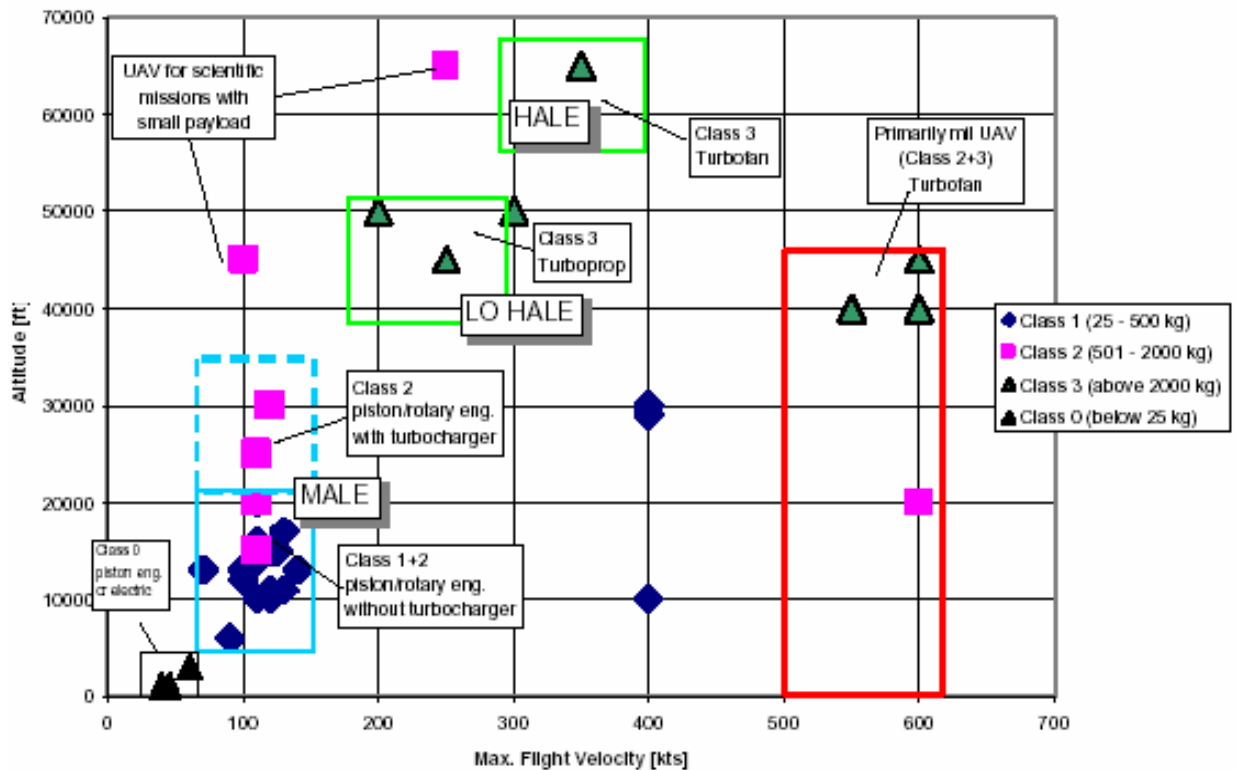 70000
60000
50000
40000
30000
20000
10000
0
Altitude [ft]
0
100
200
300
400
500
600
700
Max. Flight Velocity [kts]
UAV for scientific
missions with
small payload
HALE
Class 3
Turbofan
Primarily mil UAV
(Class 2+3)
Turbofan
Class 3
Turboprop
LO HALE
Class 2
piston/rotary eng.
with turbocharger
MALE
Class 1+2
piston/rotary eng.
without turbocharger
Class 0
piston eng.
or electric
Class 1 (25 - 500 kg)
Class 2 (501 - 2000 kg)
Class 3 (above 2000 kg)
Class 0 (below 25 kg)